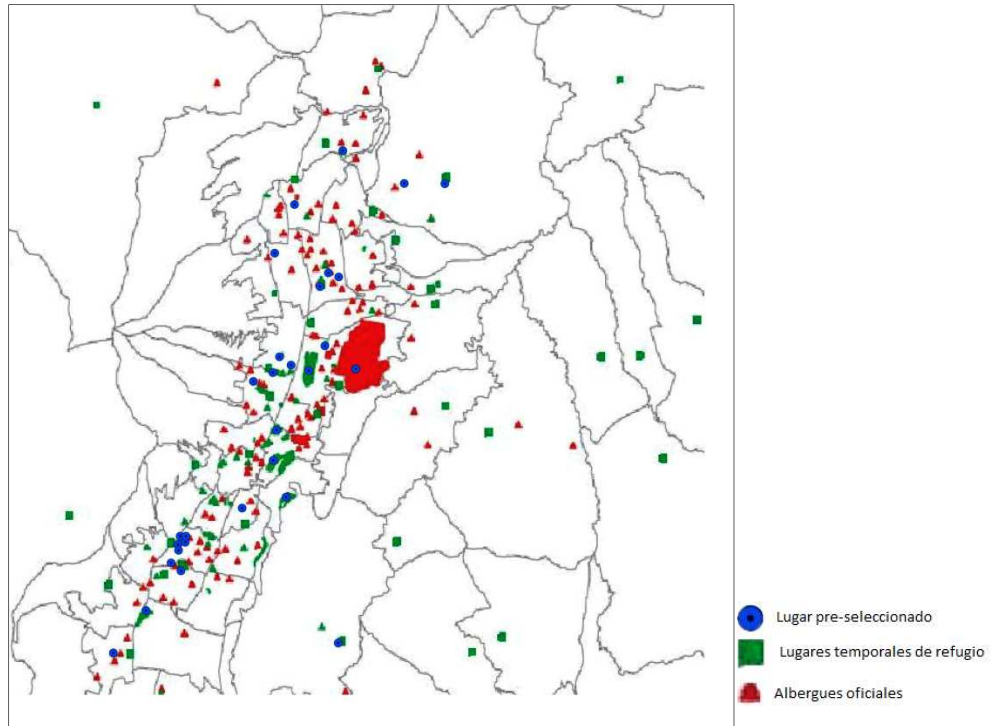 Lugar pre-seleccionado
Lugares temporales de refugio
Albergues oficiales